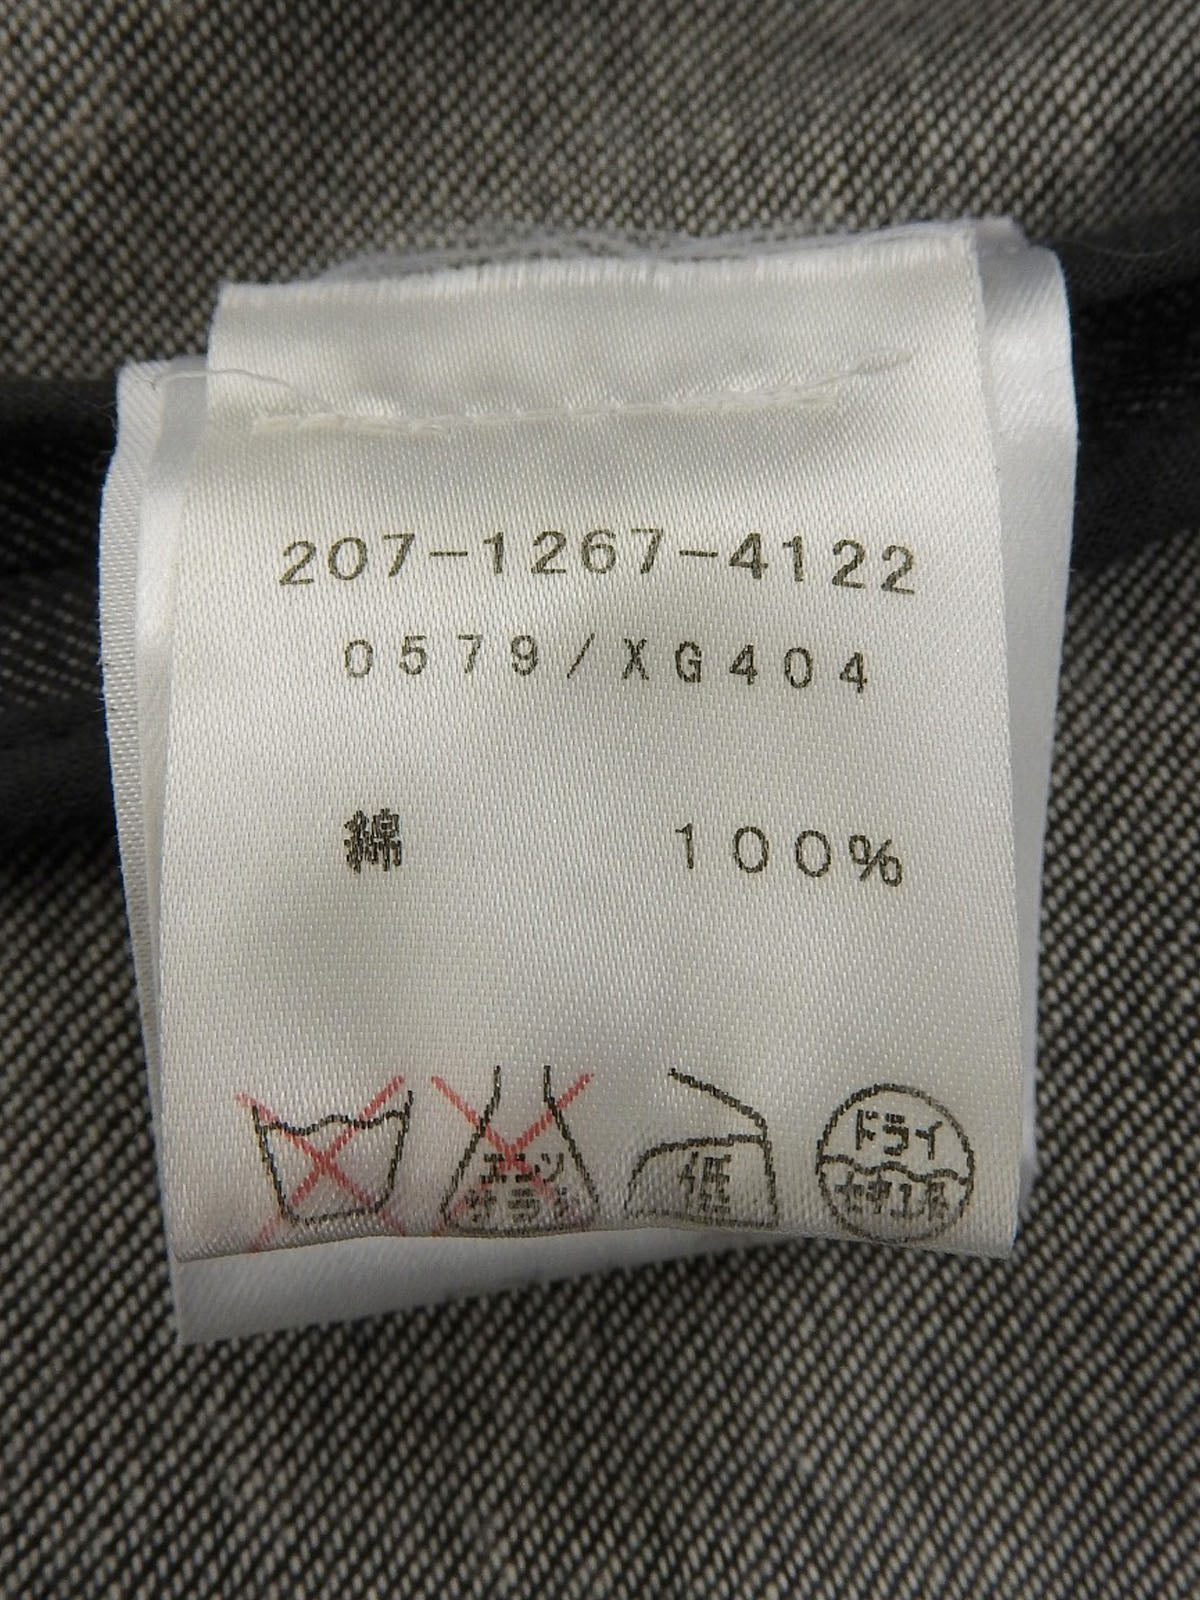 207-1267-4122
0579/XG404
綿 100%
エンソ
サラシ
低
ドライ
セキユ系